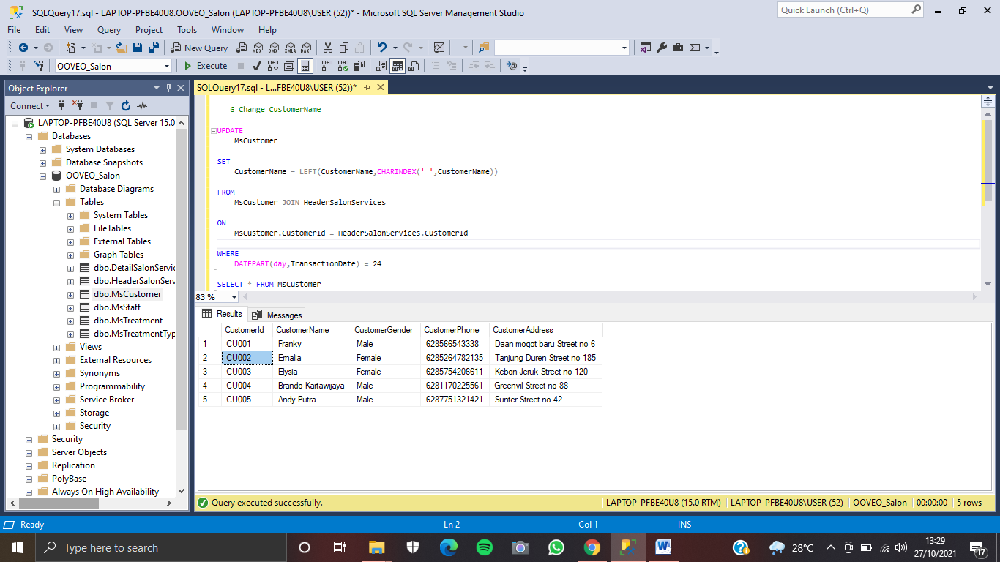 SQLQuery17.sql - LAPTOP-PFBE40U8.OOVEO_Salon (LAPTOP-PFBE40U8\USER (52))* - Microsoft SQL Server Management Studio
Quick Launch (Ctrl+Q)
File Edit View Query Project Tools Window Help
New Query MDX DMX XMLA DAX
OOVEO_Salon Execute
Object Explorer
Connect
LAPTOP-PFBE40U8 (SQL Server 15.0
Databases
System Databases
Database Snapshots
OOVEO_Salon
Database Diagrams
Tables
System Tables
FileTables
External Tables
Graph Tables
dbo.DetailSalonServic
dbo.HeaderSalonServ
dbo.MsCustomer
dbo.MsStaff
dbo.MsTreatment
dbo.MsTreatmentTyp
Views
External Resources
Synonyms
Programmability
Service Broker
Storage
Security
Security
Server Objects
Replication
PolyBase
Always On High Availability
SQLQuery17.sql - L...FBE40U8\USER (52))*
---6 Change CustomerName
UPDATE
MsCustomer
SET
CustomerName = LEFT(CustomerName,CHARINDEX(' ',CustomerName))
FROM
MsCustomer JOIN HeaderSalonServices
ON
MsCustomer.CustomerId = HeaderSalonServices.CustomerId
WHERE
DATEPART(day,TransactionDate) = 24
SELECT * FROM MsCustomer
83 %
Results Messages
CustomerId CustomerName CustomerGender CustomerPhone CustomerAddress
1 CU001 Franky Male 628566543338 Daan mogot baru Street no 6
2 CU002 Emalia Female 6285264782135 Tanjung Duren Street no 185
3 CU003 Elysia Female 6285754206611 Kebon Jeruk Street no 120
4 CU004 Brando Kartawijaya Male 6281170225561 Greenvil Street no 88
5 CU005 Andy Putra Male 6287751321421 Sunter Street no 42
Query executed successfully. LAPTOP-PFBE40U8 (15.0 RTM) LAPTOP-PFBE40U8\USER (52) OOVEO_Salon 00:00:00 5 rows
Ready Ln 2 Col 1 INS
Type here to search
28°C
13:29
27/10/2021
17